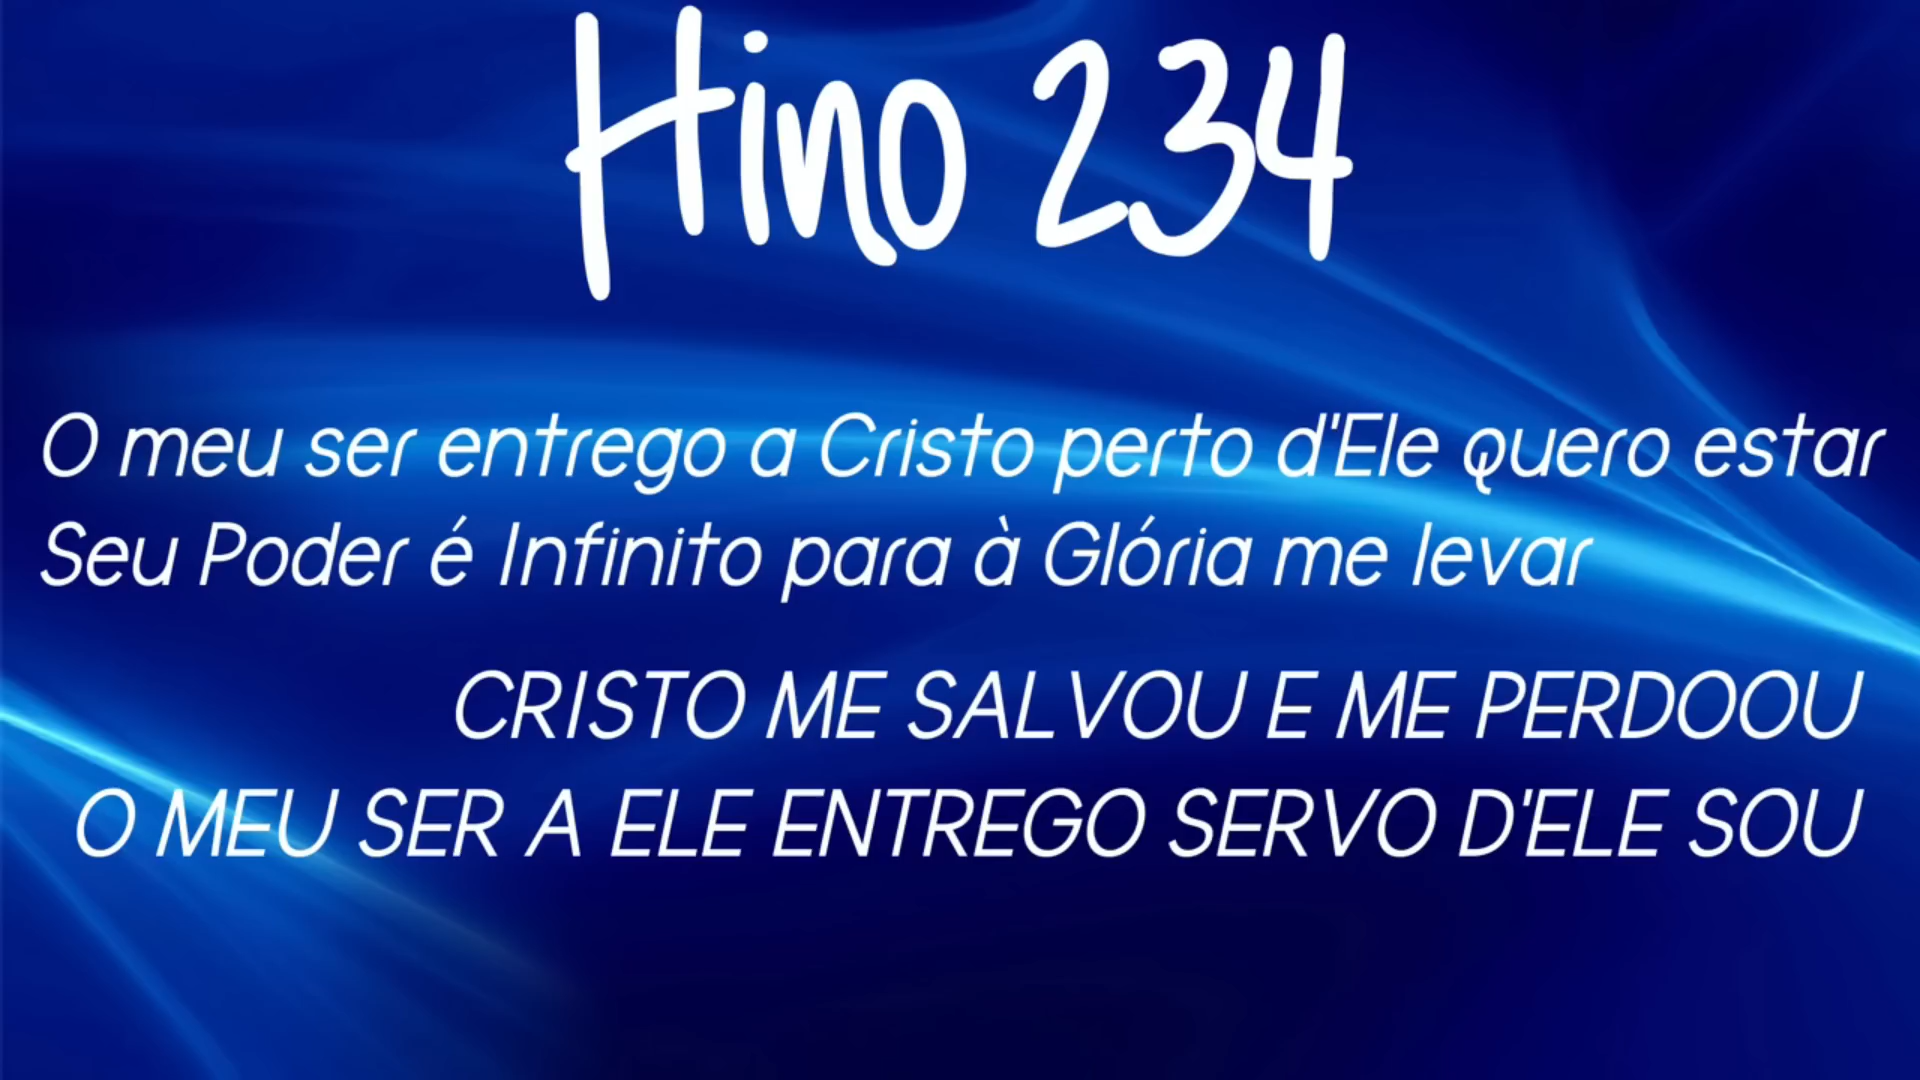 Hino 234
O meu ser entrego a Cristo perto d'Ele quero estar
Seu Poder é Infinito para à Glória me levar
CRISTO ME SALVOU E ME PERDOOU
O MEU SER A ELE ENTREGO SERVO D'ELE SOU